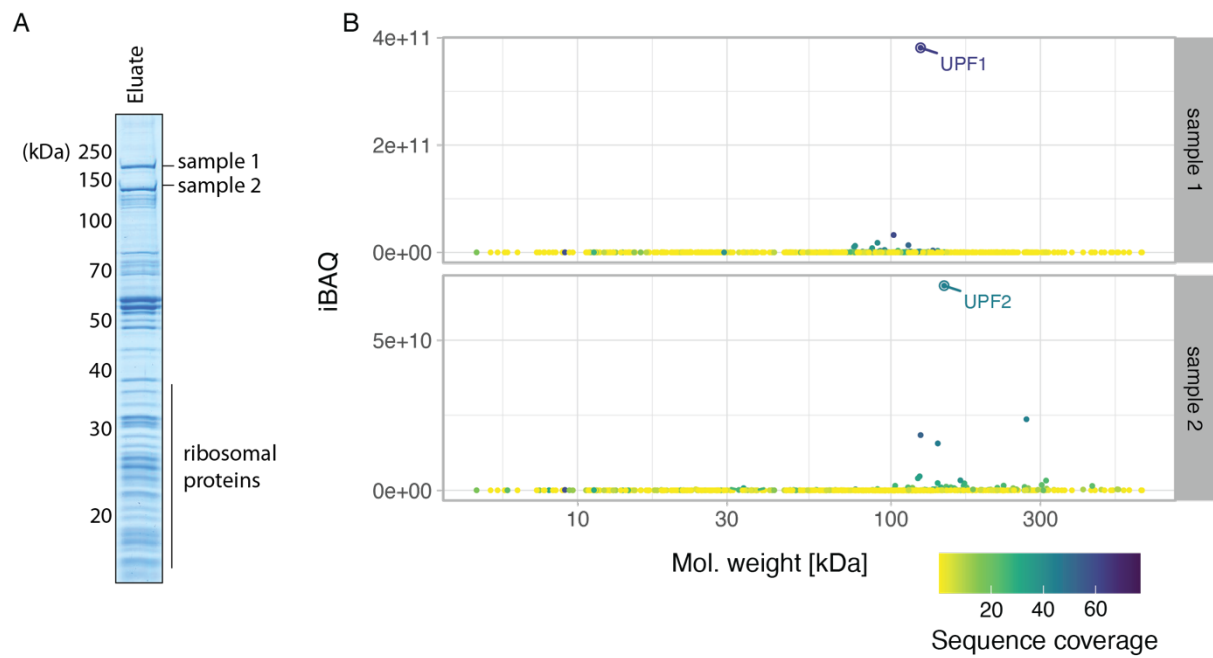 A
Eluate
(kDa)
250
150
100
70
50
40
30
20
sample 1
sample 2
ribosomal
proteins
B
iBAQ
4e+11
2e+11
0e+00
UPF1
sample 1
5e+10
0e+00
UPF2
sample 2
10
30
100
300
Mol. weight [kDa]
20
40
60
Sequence coverage